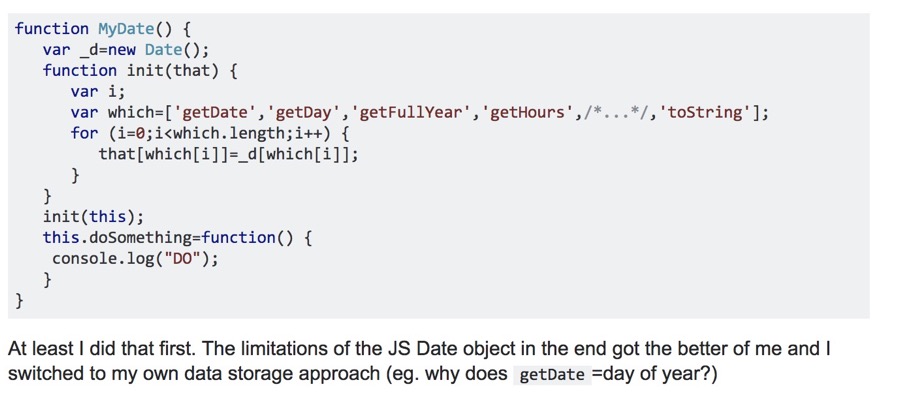 function MyDate() {
   var _d=new Date();
   function init(that) {
      var i;
      var which=['getDate','getDay','getFullYear','getHours',/*...*/,'toString'];
      for (i=0;i<which.length;i++) {
         that[which[i]]=_d[which[i]];
      }
   }
   init(this);
   this.doSomething=function() {
    console.log("DO");
   }
}
At least I did that first. The limitations of the JS Date object in the end got the better of me and I
switched to my own data storage approach (eg. why does getDate =day of year?)